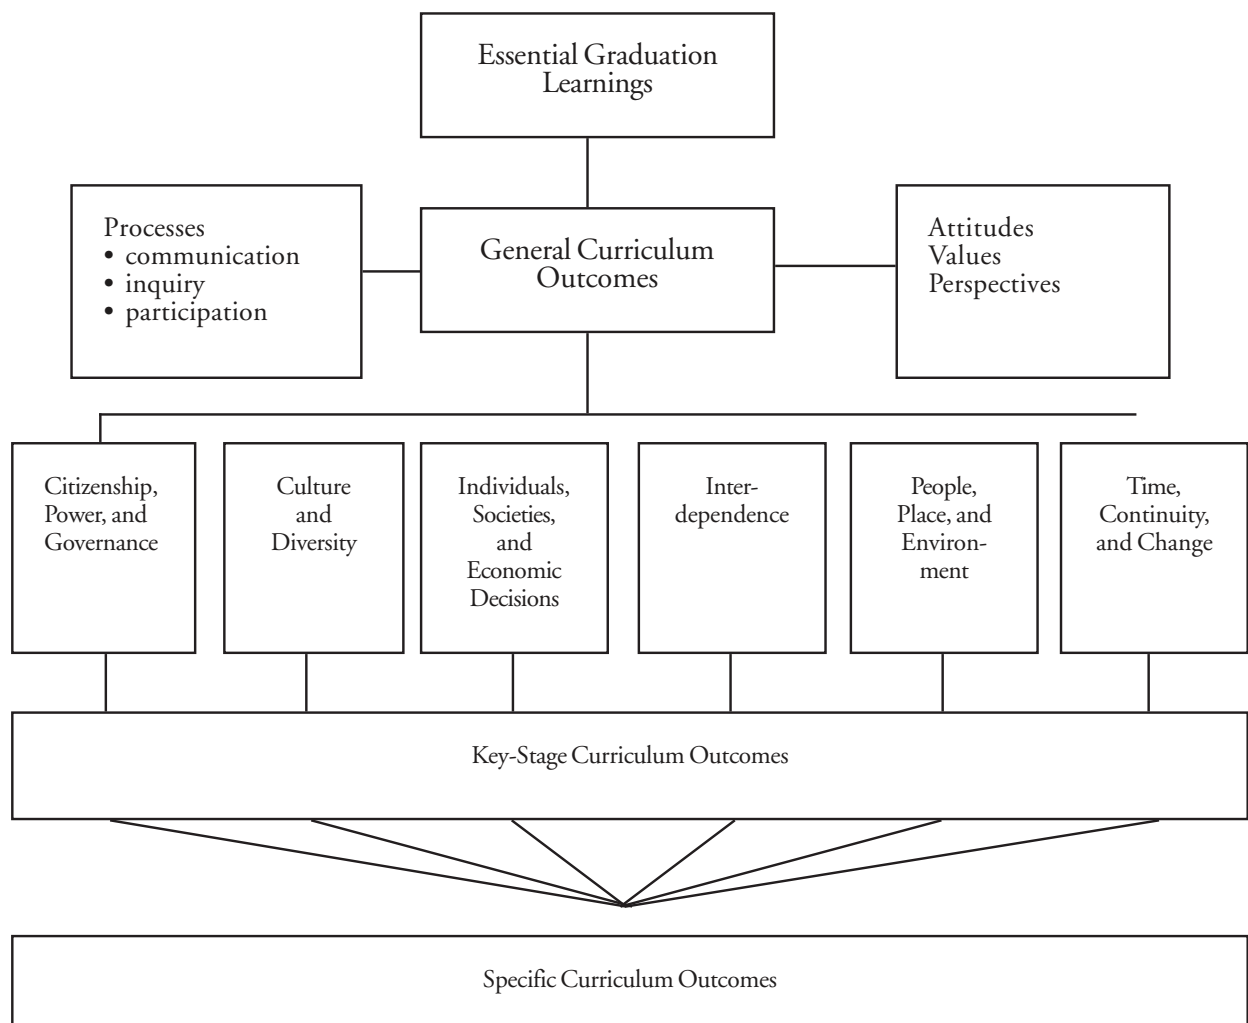 Essential Graduation
Learnings
Processes
• communication
• inquiry
• participation
General Curriculum
Outcomes
Attitudes
Values
Perspectives
Citizenship,
Power, and
Governance
Culture
and
Diversity
Individuals,
Societies,
and
Economic
Decisions
Inter-
dependence
People,
Place, and
Environ-
ment
Time,
Continuity,
and Change
Key-Stage Curriculum Outcomes
Specific Curriculum Outcomes